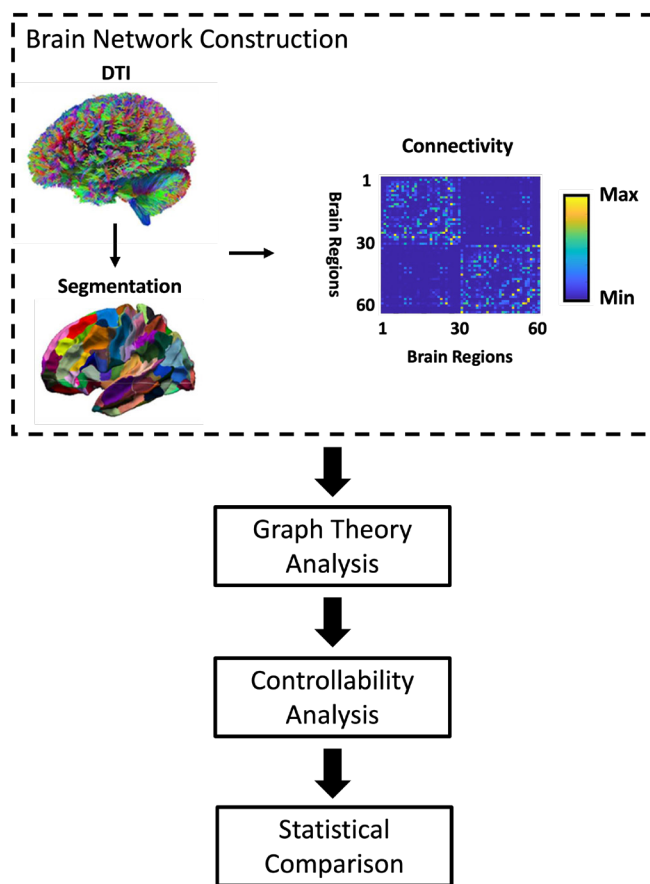 Brain Network Construction
DTI
Segmentation
Connectivity
Brain Regions
1
30
60
1
30
60
Brain Regions
Max
Min
Graph Theory
Analysis
Controllability
Analysis
Statistical
Comparison